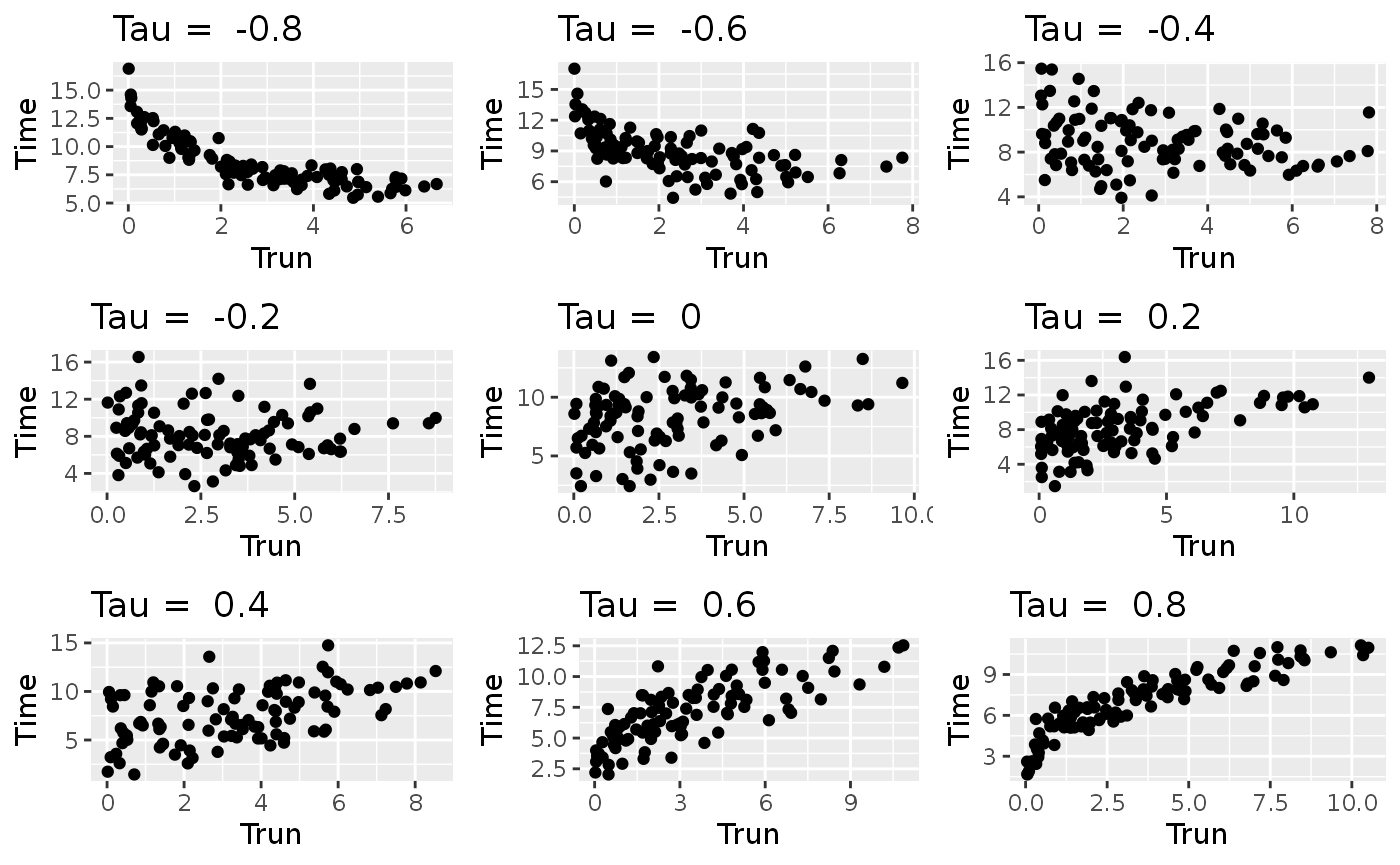 Tau = -0.8
Time
15.0
12.5
10.0
7.5
5.0
0 2 4 6
Trun
Tau = -0.6
Time
15
12
9
6
0 2 4 6 8
Trun
Tau = -0.4
Time
16
12
8
4
0 2 4 6 8
Trun
Tau = -0.2
Time
16
12
8
4
0.0 2.5 5.0 7.5
Trun
Tau = 0
Time
10
5
0.0 2.5 5.0 7.5 10.0
Trun
Tau = 0.2
Time
16
12
8
4
0 5 10
Trun
Tau = 0.4
Time
15
10
5
0 2 4 6 8
Trun
Tau = 0.6
Time
12.5
10.0
7.5
5.0
2.5
0 3 6 9
Trun
Tau = 0.8
Time
9
6
3
0.0 2.5 5.0 7.5 10.0
Trun